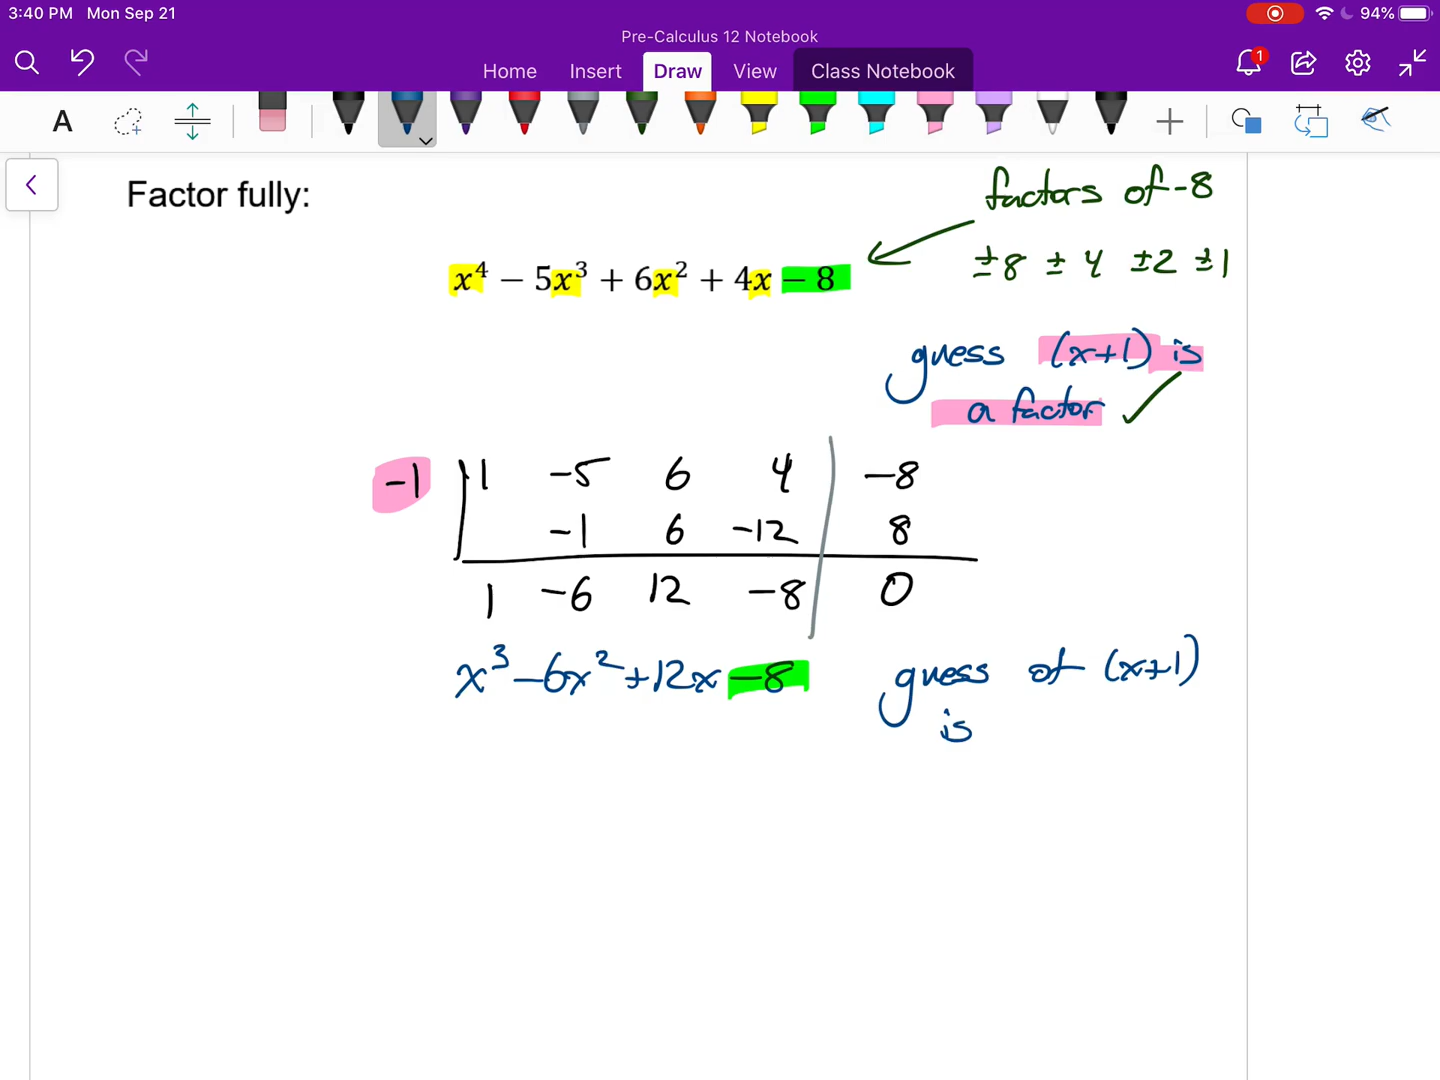 3:40 PM Mon Sep 21
94%
Pre-Calculus 12 Notebook
Home Insert Draw View Class Notebook
1
A
Factor fully:
factors of -8
x⁴ − 5x³ + 6x² + 4x − 8
±8 ±4 ±2 ±1
guess (x+1) is
a factor ✓
-1 | 1 -5 6 4 | -8
-1 6 -12 | 8
1 -6 12 -8 | 0
x³ -6x² +12x -8
guess of (x+1)
is